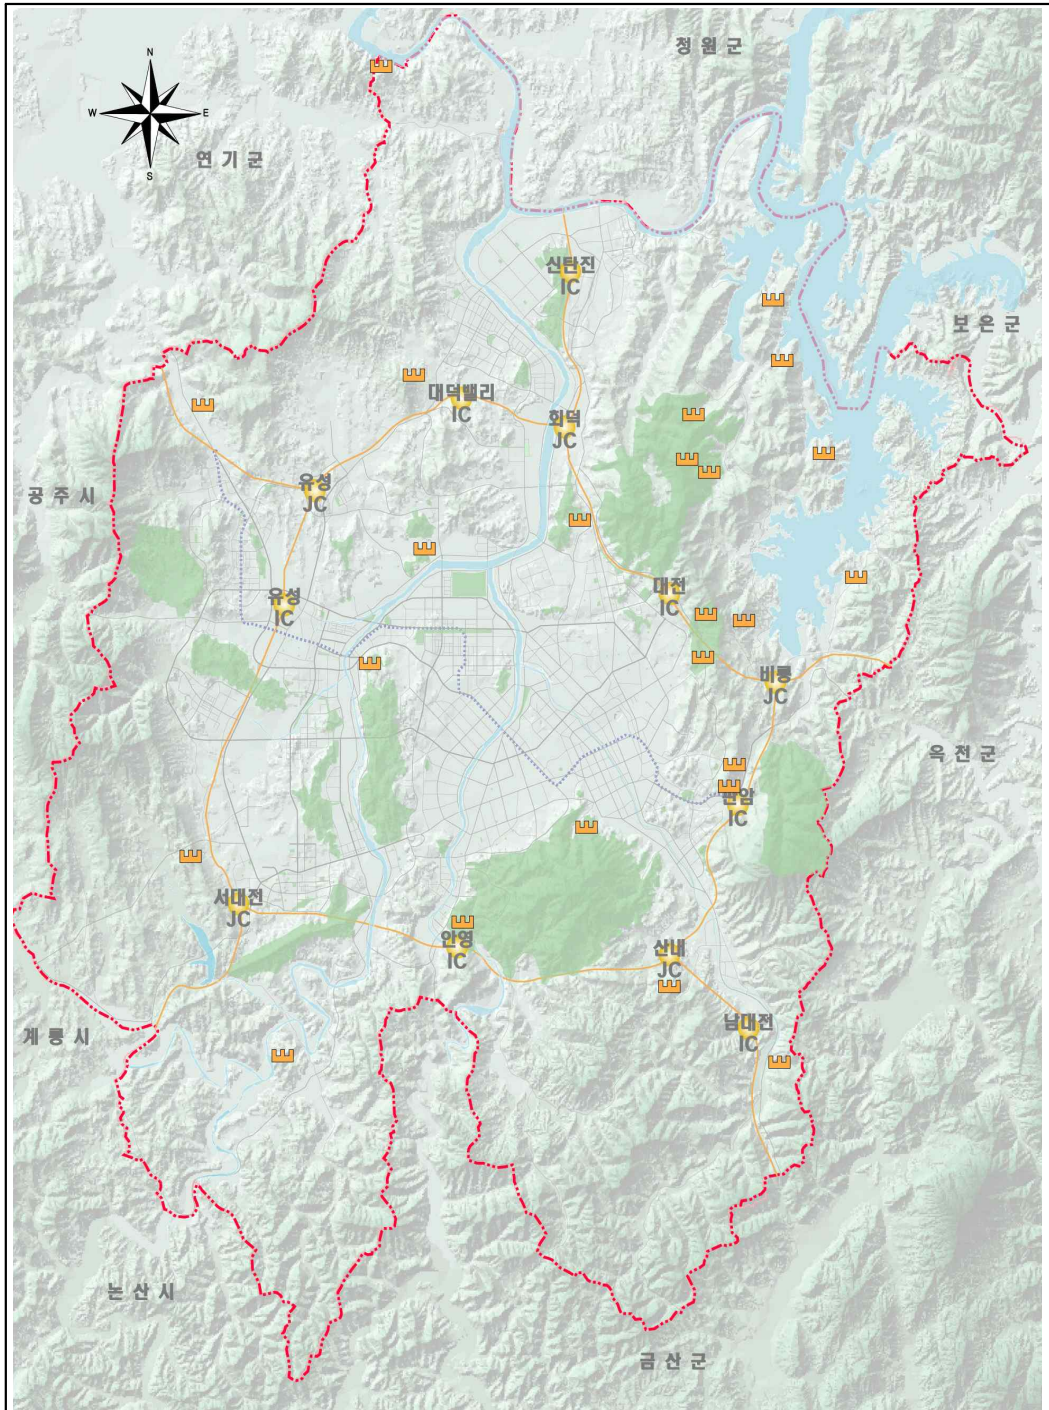 청원군
N
W
E
S
연기군
신탄진
IC
보은군
대덕밸리
IC
회덕
JC
유성
JC
공주시
대전
IC
유성
IC
비룡
JC
옥천군
판암
IC
서대전
JC
안영
IC
산내
JC
남대전
IC
계룡시
논산시
금산군